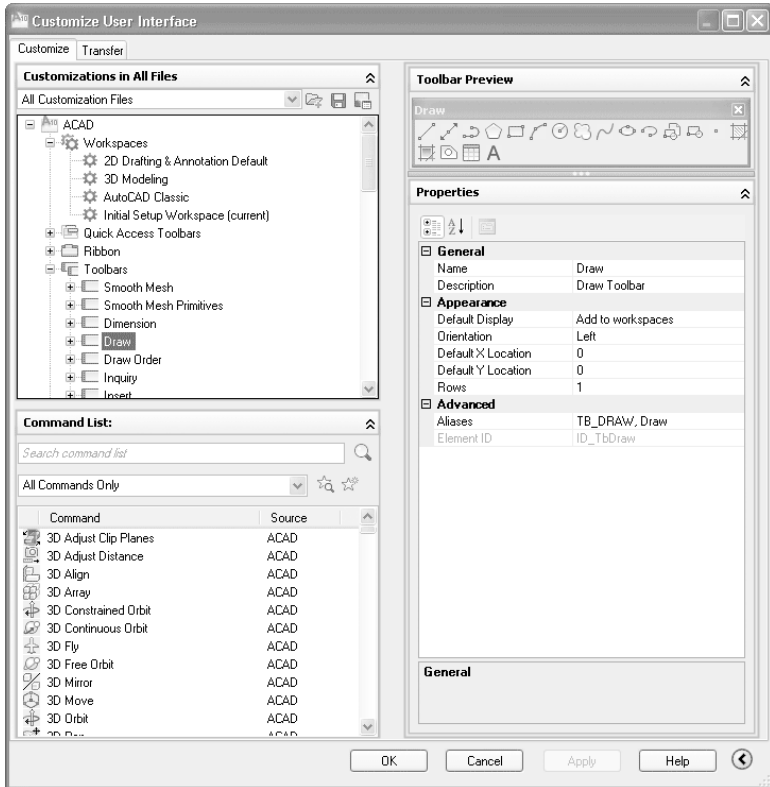 Customize User Interface
Customize Transfer
Customizations in All Files
All Customization Files
ACAD
Workspaces
2D Drafting & Annotation Default
3D Modeling
AutoCAD Classic
Initial Setup Workspace (current)
Quick Access Toolbars
Ribbon
Toolbars
Smooth Mesh
Smooth Mesh Primitives
Dimension
Draw
Draw Order
Inquiry
Insert
Command List:
Search command list
All Commands Only
Command Source
3D Adjust Clip Planes ACAD
3D Adjust Distance ACAD
3D Align ACAD
3D Array ACAD
3D Constrained Orbit ACAD
3D Continuous Orbit ACAD
3D Fly ACAD
3D Free Orbit ACAD
3D Mirror ACAD
3D Move ACAD
3D Orbit ACAD
3D Pan ACAD
Toolbar Preview
Draw
A
Properties
General
Name Draw
Description Draw Toolbar
Appearance
Default Display Add to workspaces
Orientation Left
Default X Location 0
Default Y Location 0
Rows 1
Advanced
Aliases TB_DRAW, Draw
Element ID ID_TbDraw
General
OK Cancel Apply Help